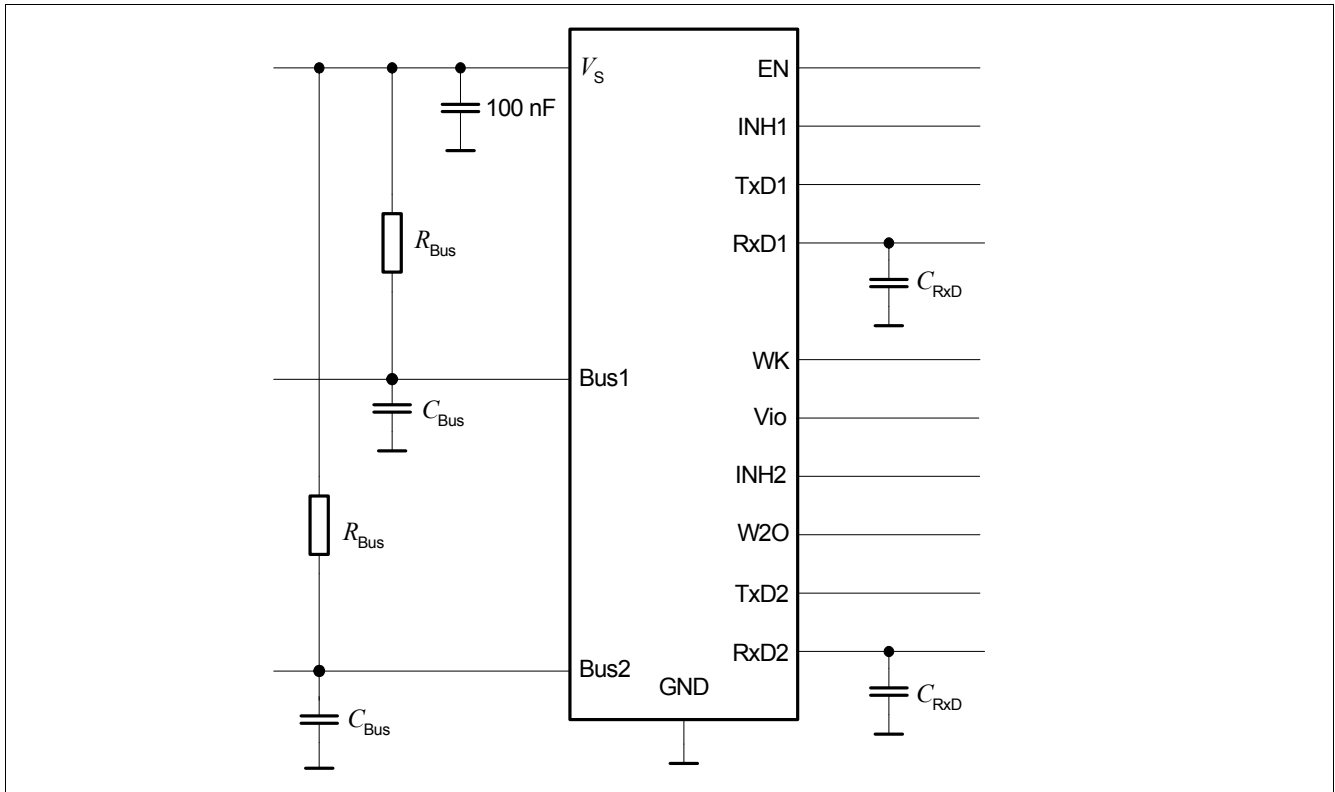 V_S
EN
100 nF
INH1
TxD1
R_Bus
RxD1
C_RxD
WK
Bus1
C_Bus
Vio
INH2
R_Bus
W2O
TxD2
RxD2
Bus2
GND
C_RxD
C_Bus